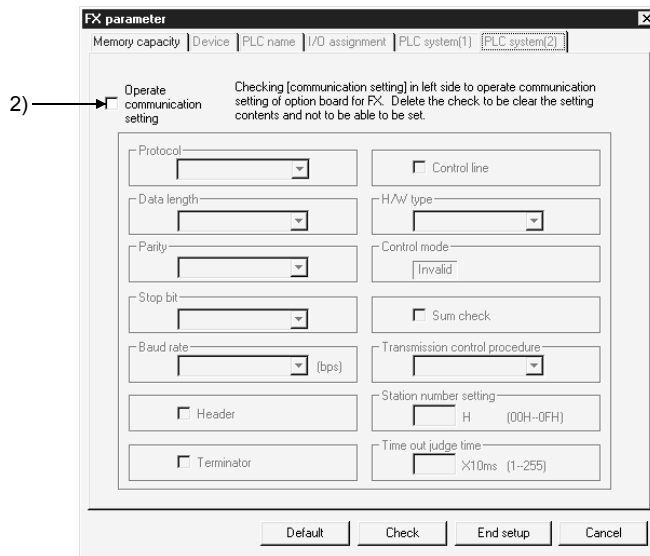 FX parameter
Memory capacity Device PLC name I/O assignment PLC system(1) PLC system(2)
2)
Operate
communication
setting
Checking [communication setting] in left side to operate communication
setting of option board for FX. Delete the check to be clear the setting
contents and not to be able to be set.
Protocol
Control line
Data length
H/W type
Parity
Control mode
Invalid
Stop bit
Sum check
Baud rate
(bps)
Transmission control procedure
Header
Station number setting
H (00H--0FH)
Terminator
Time out judge time
X10ms (1--255)
Default Check End setup Cancel